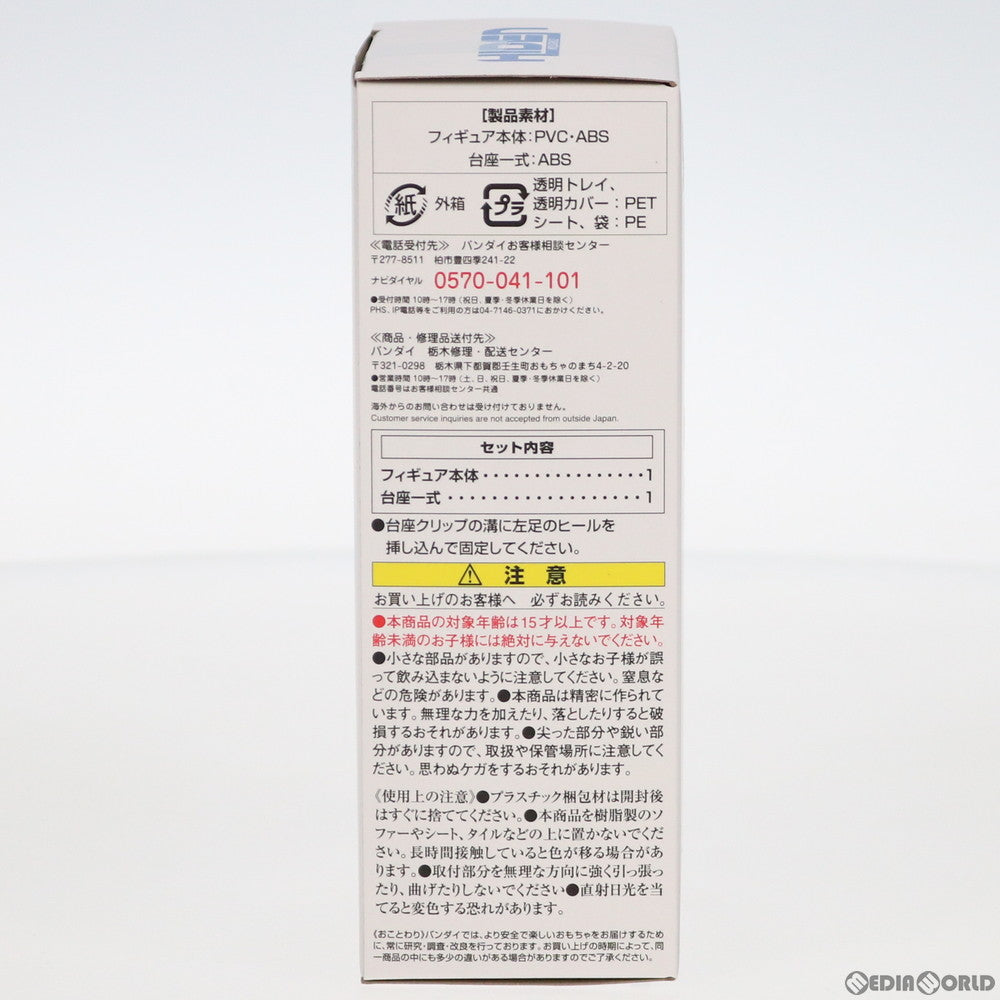 [製品素材]
フィギュア本体:PVC・ABS
台座一式:ABS
紙 外箱
プラ
透明トレイ、
透明カバー:PET
シート、袋:PE
≪電話受付先≫ バンダイお客様相談センター
〒277-8511 柏市豊四季241-22
ナビダイヤル 0570-041-101
●受付時間 10時~17時 (祝日、夏季・冬季休業日を除く)
PHS、IP電話等をご利用の方は04-7146-0371におかけください。
≪商品・修理品送付先≫
バンダイ 栃木修理・配送センター
〒321-0298 栃木県下都賀郡壬生町おもちゃのまち4-2-20
●営業時間 10時~17時 (土、日、祝日、夏季・冬季休業日を除く)
電話番号はお客様相談センター共通
海外からのお問い合わせは受け付けておりません。
Customer service inquiries are not accepted from outside Japan.
セット内容
フィギュア本体・・・・・・・・・・・・・・・・1
台座一式・・・・・・・・・・・・・・・・・・・1
●台座クリップの溝に左足のヒールを
挿し込んで固定してください。
⚠ 注意
お買い上げのお客様へ 必ずお読みください。
●本商品の対象年齢は15才以上です。対象年
齢未満のお子様には絶対に与えないでください。
●小さな部品がありますので、小さなお子様が誤
って飲み込まないように注意してください。窒息な
どの危険があります。●本商品は精密に作られて
います。無理な力を加えたり、落としたりすると破
損するおそれがあります。●尖った部分や鋭い部
分がありますので、取扱や保管場所に注意してく
ださい。思わぬケガをするおそれがあります。
《使用上の注意》●プラスチック梱包材は開封後
はすぐに捨ててください。●本商品を樹脂製のソ
ファーやシート、タイルなどの上に置かないでくだ
さい。長時間接触していると色が移る場合があ
ります。●取付部分を無理な方向に強く引っ張っ
たり、曲げたりしないでください●直射日光を当
てると変色する恐れがあります。
《おことわり》バンダイでは、より安全で楽しいおもちゃをお届けするため
に、常に研究・調査・改良を行っております。お買い上げの時期によって、同
一商品の中にも多少の違いがある場合がありますのでご了承ください。
MEDIAWORLD